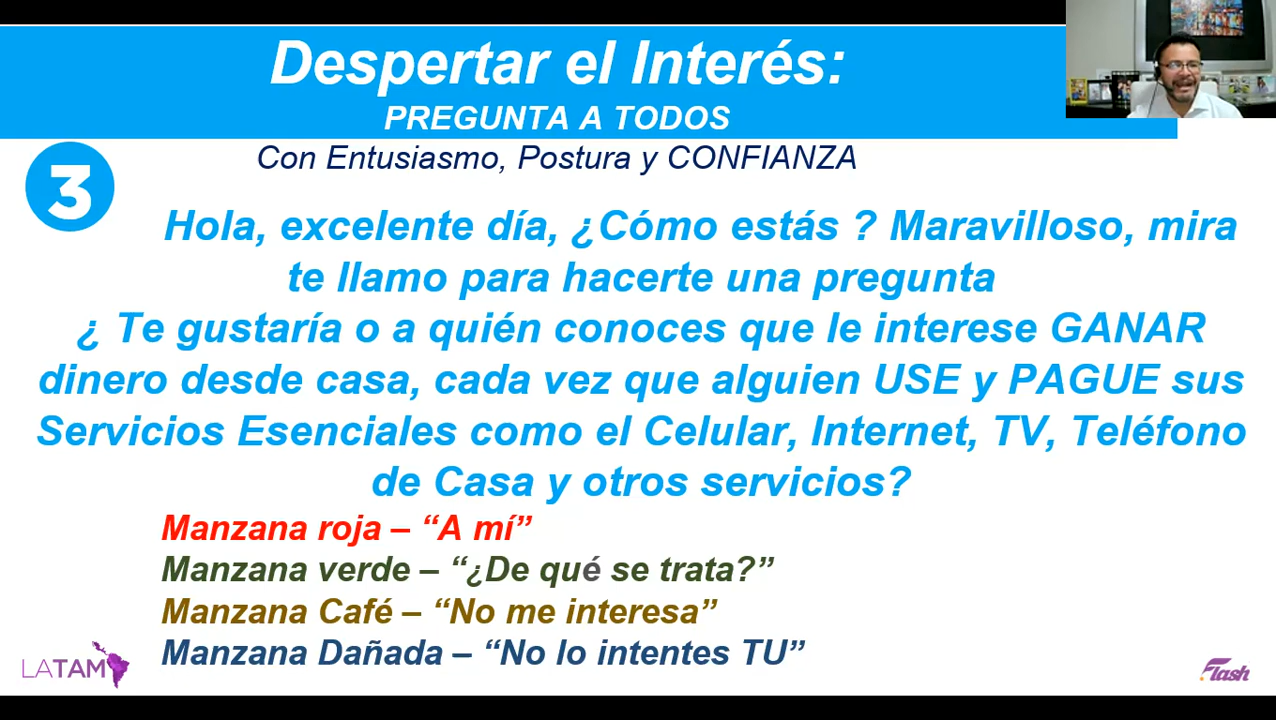 Despertar el Interés:
PREGUNTA A TODOS
Con Entusiasmo, Postura y CONFIANZA
3
Hola, excelente día, ¿Cómo estás ? Maravilloso, mira
te llamo para hacerte una pregunta
¿ Te gustaría o a quién conoces que le interese GANAR
dinero desde casa, cada vez que alguien USE y PAGUE sus
Servicios Esenciales como el Celular, Internet, TV, Teléfono
de Casa y otros servicios?
Manzana roja – “A mí”
Manzana verde – “¿De qué se trata?”
Manzana Café – “No me interesa”
Manzana Dañada – “No lo intentes TU”
LATAM
Flash